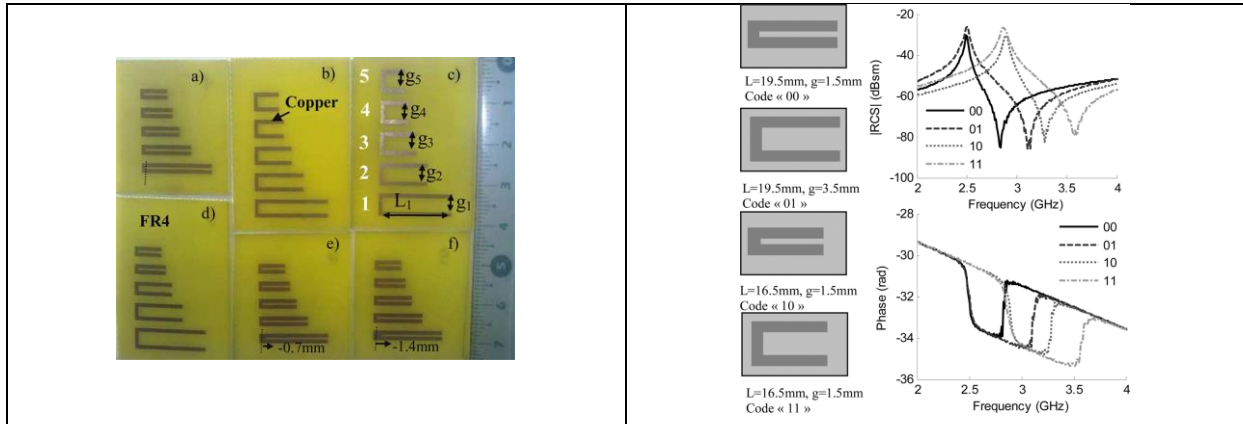 a)
b)
c)
Copper
5
g5
4
g4
3
g3
2
g2
1
L1
g1
d)
FR4
e)
f)
-0.7mm
-1.4mm
L=19.5mm, g=1.5mm
Code « 00 »
L=19.5mm, g=3.5mm
Code « 01 »
L=16.5mm, g=1.5mm
Code « 10 »
L=16.5mm, g=1.5mm
Code « 11 »
-20
-40
-60
-80
-100
|RCS| (dBsm)
00
01
10
11
2
2.5
3
3.5
4
Frequency (GHz)
-28
-30
-32
-34
-36
Phase (rad)
00
01
10
11
2
2.5
3
3.5
4
Frequency (GHz)